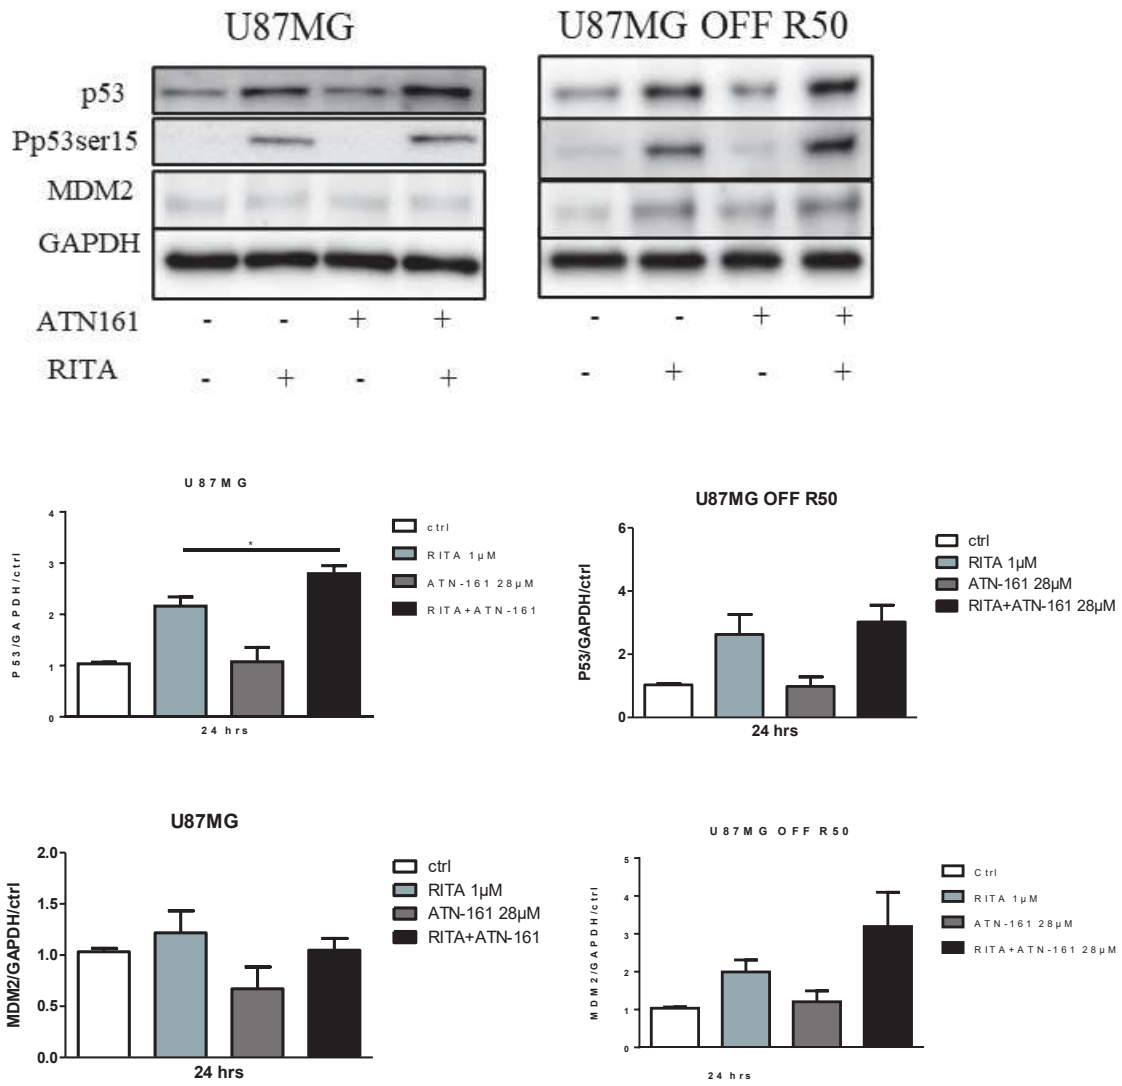 U87MG
U87MG OFF R50
p53
Pp53ser15
MDM2
GAPDH
ATN161 - - + + - - + +
RITA - + - + - + - +
U87MG
P53/GAPDH/ctrl
4
3
2
1
0
*
24 hrs
ctrl
RITA 1µM
ATN-161 28µM
RITA+ATN-161
U87MG OFF R50
P53/GAPDH/ctrl
6
4
2
0
24 hrs
ctrl
RITA 1µM
ATN-161 28µM
RITA+ATN-161 28µM
U87MG
MDM2/GAPDH/ctrl
2.0
1.5
1.0
0.5
0.0
24 hrs
ctrl
RITA 1µM
ATN-161 28µM
RITA+ATN-161
U87MG OFF R50
MDM2/GAPDH/ctrl
5
4
3
2
1
0
24 hrs
Ctrl
RITA 1µM
ATN-161 28µM
RITA+ATN-161 28µM